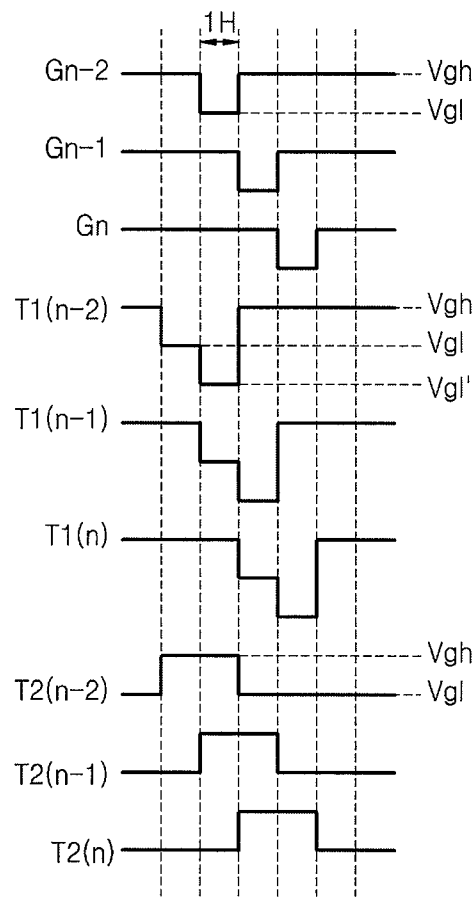 1H
Gn-2
Vgh
Vgl
Gn-1
Gn
T1(n-2)
Vgh
Vgl
Vgl'
T1(n-1)
T1(n)
Vgh
T2(n-2)
Vgl
T2(n-1)
T2(n)